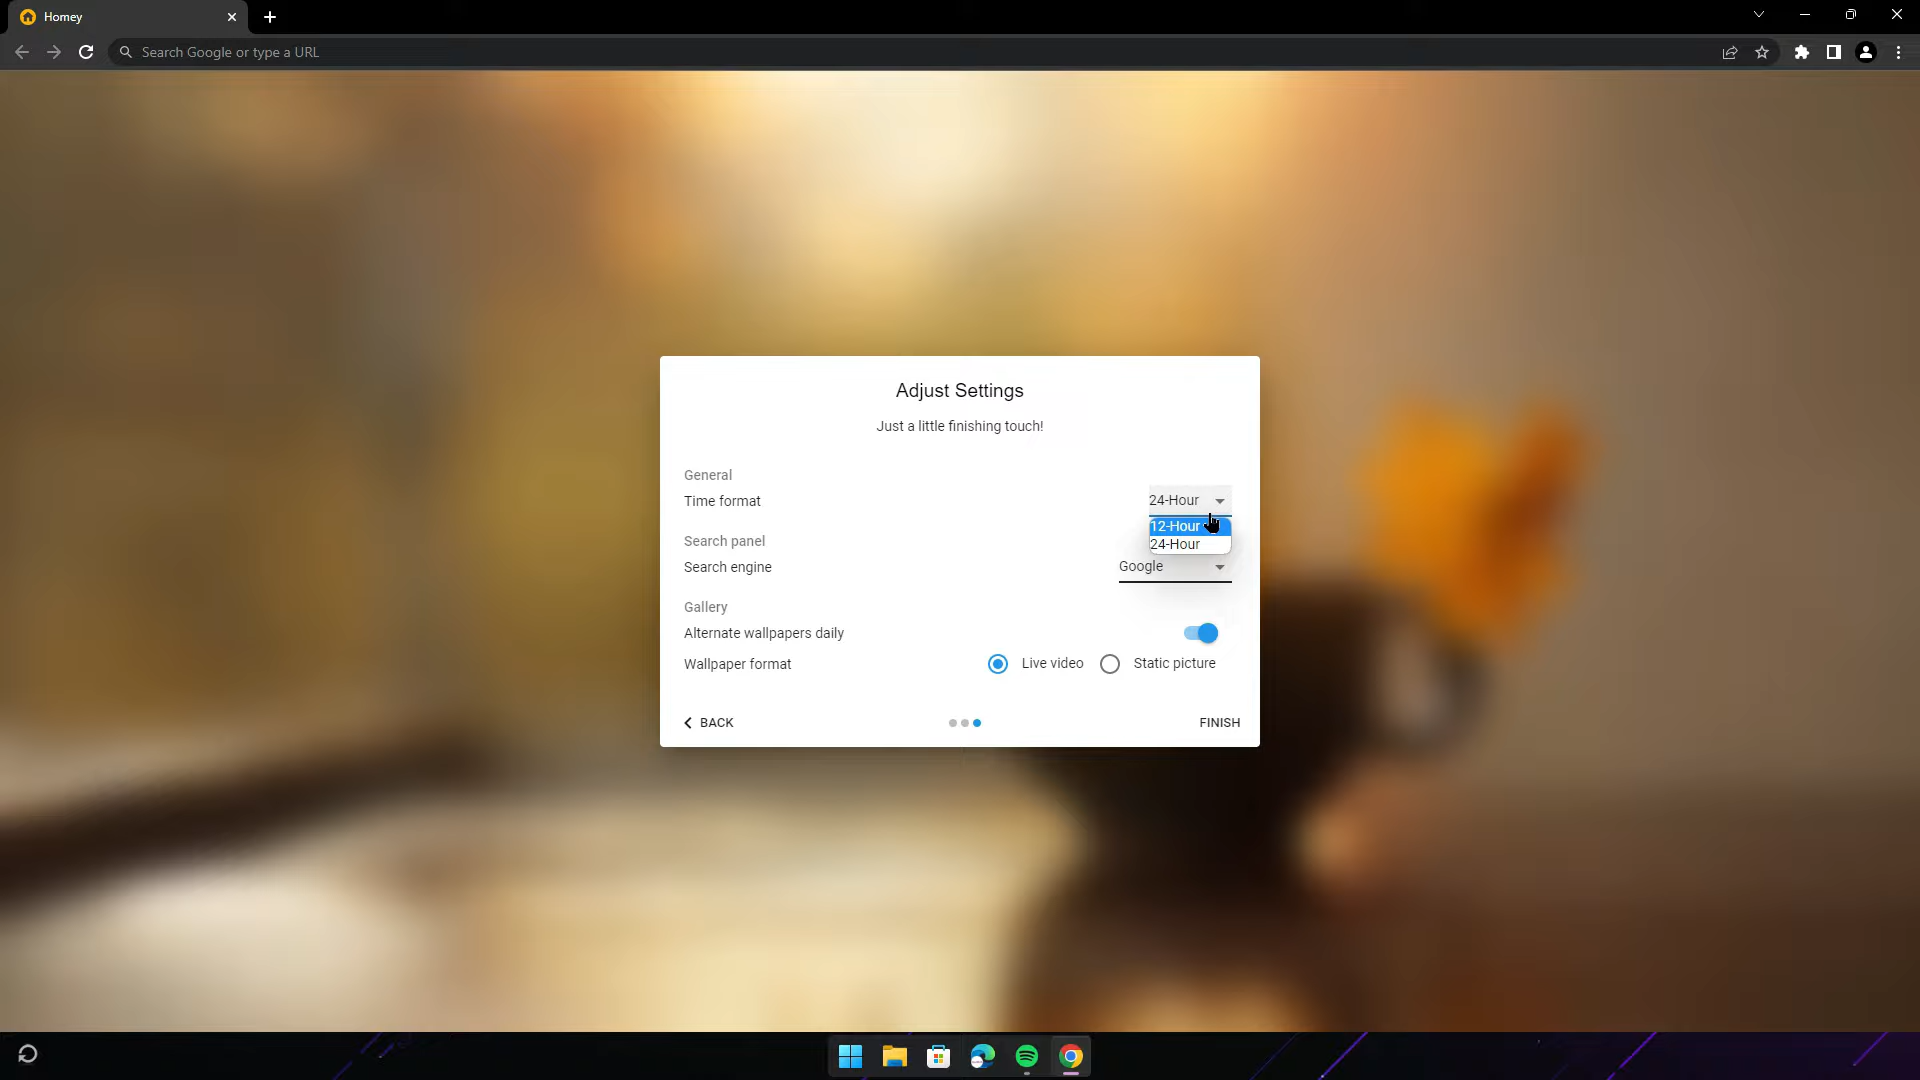 Homey
Search Google or type a URL
Adjust Settings
Just a little finishing touch!
General
Time format
24-Hour
12-Hour
24-Hour
Search panel
Search engine
Google
Gallery
Alternate wallpapers daily
Wallpaper format
Live video
Static picture
BACK
FINISH